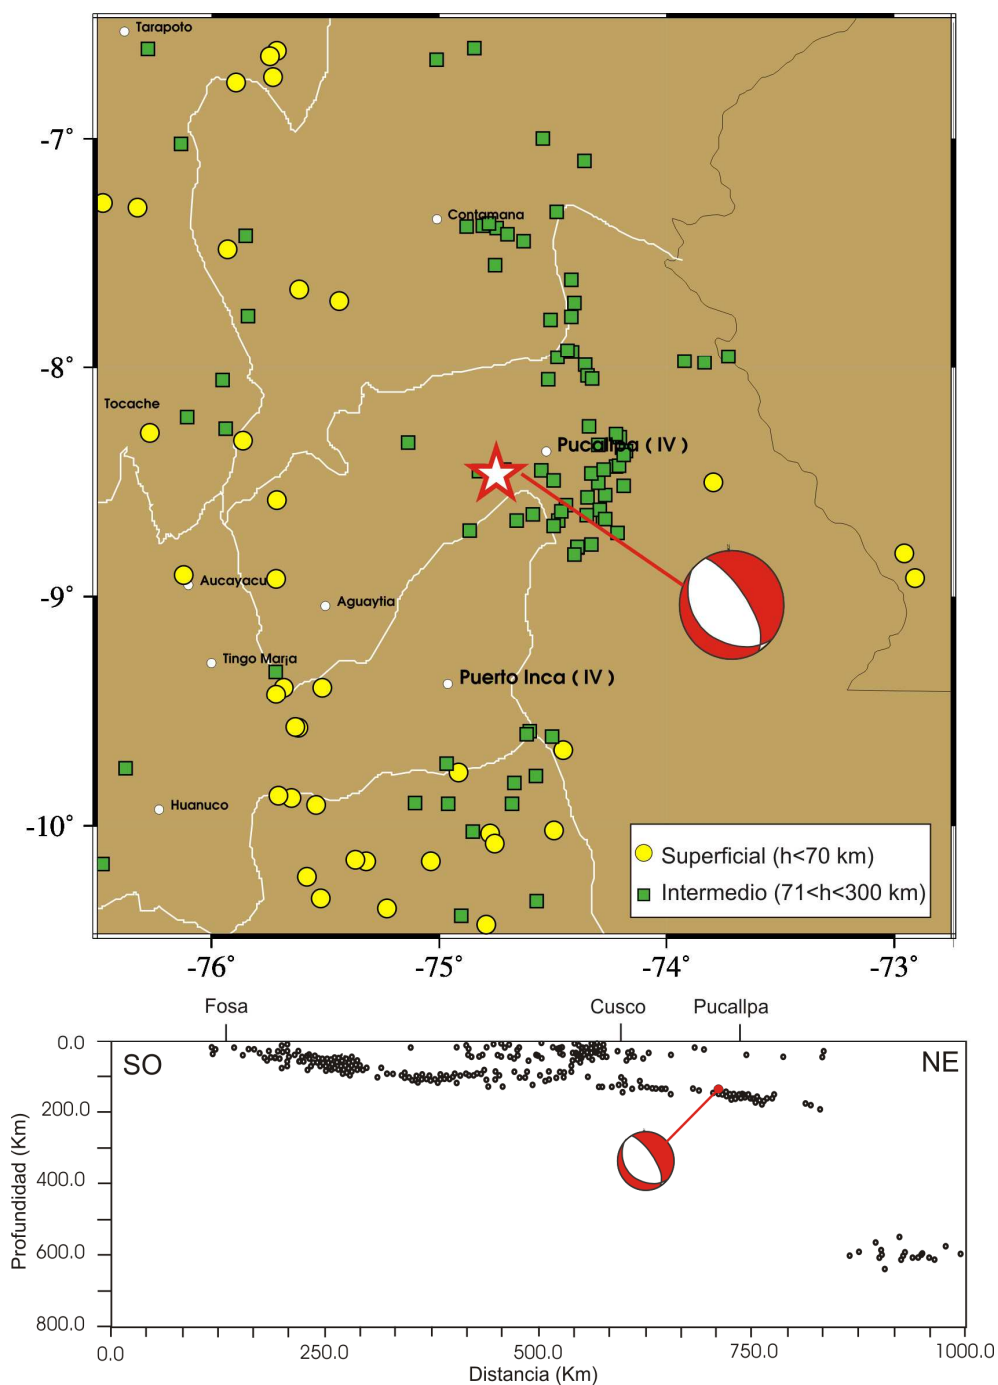 Tarapoto
-7°
Contamana
-8°
Tocache
Pucallpa ( IV )
-9°
Aucayacu
Aguaytia
Tingo Maria
Puerto Inca ( IV )
Huanuco
-10°
Superficial (h<70 km)
Intermedio (71<h<300 km)
-76°
-75°
-74°
-73°
Fosa
Cusco
Pucallpa
0.0
SO
NE
200.0
400.0
600.0
800.0
Profundidad (Km)
0.0
250.0
500.0
750.0
1000.0
Distancia (Km)